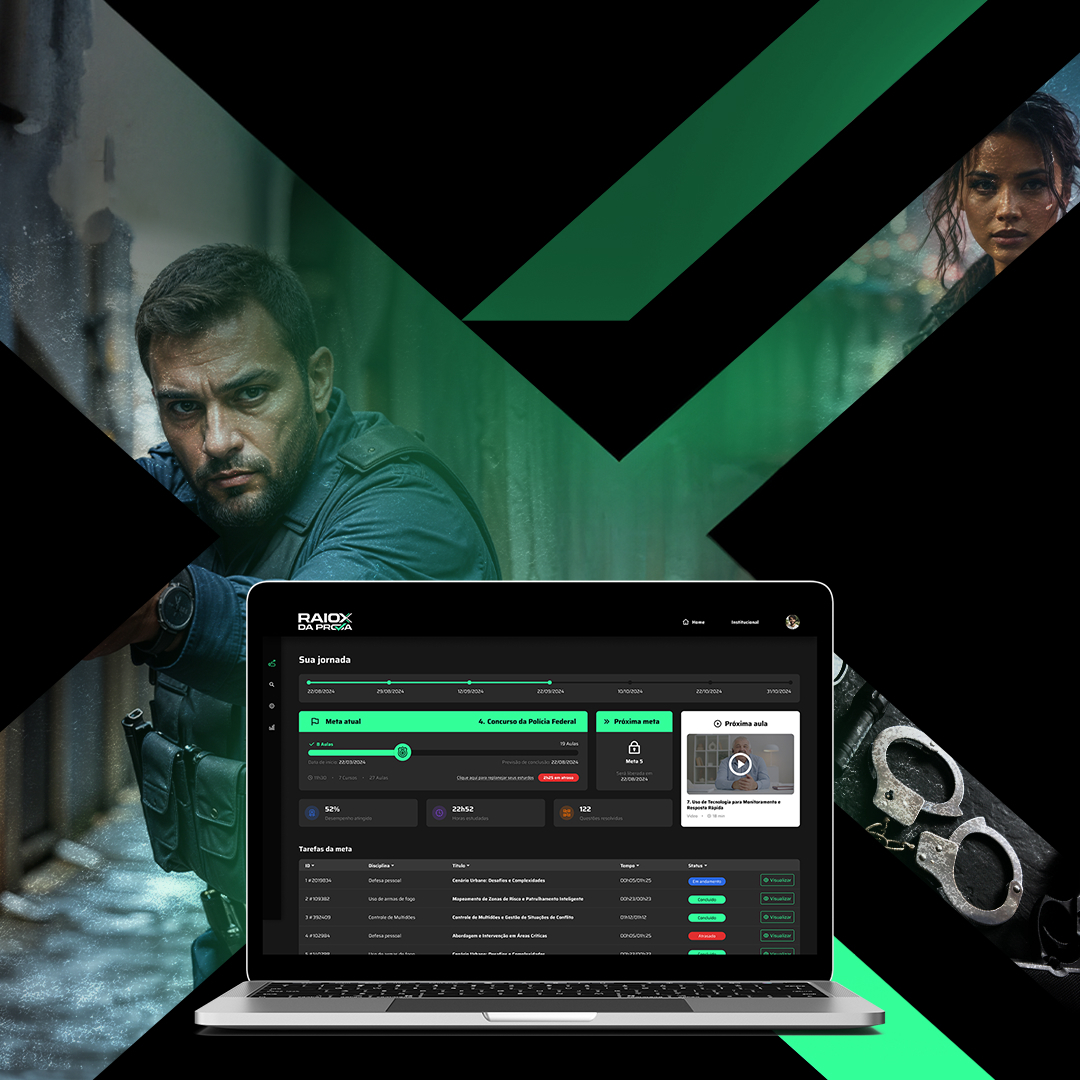 RAIOX
DA PROVA
Home
Institucional
Sua jornada
22/08/2024 29/08/2024 12/09/2024 22/09/2024 10/10/2024 22/10/2024 31/10/2024
Meta atual
4. Concurso da Polícia Federal
8 Aulas
19 Aulas
Data de início: 22/03/2024
Previsão de conclusão: 22/08/2024
111h00 • 7 Cursos • 27 Aulas
Clique aqui para replanejar seus estudos
2h25 em atraso
Próxima meta
Meta 5
Será liberada em
22/08/2024
Próxima aula
7. Uso de Tecnologia para Monitoramento e
Resposta Rápida
Vídeo • 18 min
52%
Desempenho atingido
22h52
Horas estudadas
122
Questões resolvidas
Tarefas da meta
ID Disciplina Título Tempo Status
1 #2019834 Defesa pessoal Cenário Urbano: Desafios e Complexidades 00h05/01h25 Em andamento Visualizar
2 #109382 Uso de armas de fogo Mapeamento de Zonas de Risco e Patrulhamento Inteligente 00h23/00h23 Concluído Visualizar
3 #392409 Controle de Multidões Controle de Multidões e Gestão de Situações de Conflito 01h12/01h12 Concluído Visualizar
4 #102984 Defesa pessoal Abordagem e Intervenção em Áreas Críticas 00h05/01h25 Atrasado Visualizar
Uso de armas de fogo Cenário Urbano: Desafios e Complexidades 00h23/00h23 Concluído Visualizar